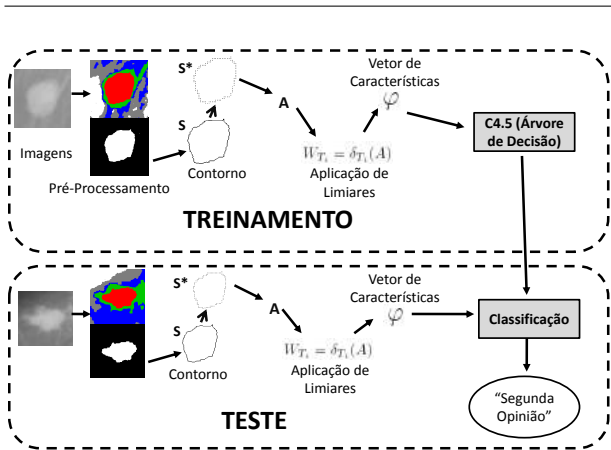 Imagens
Pré-Processamento
S*
S
Contorno
A
W_{T_i} = δ_{T_i}(A)
Aplicação de
Limiares
Vetor de
Característicãs
φ
C4.5 (Árvore
de Decisão)
TREINAMENTO
S*
S
Contorno
A
W_{T_i} = δ_{T_i}(A)
Aplicação de
Limiares
Vetor de
Características
φ
Classificação
“Segunda
Opinião”
TESTE